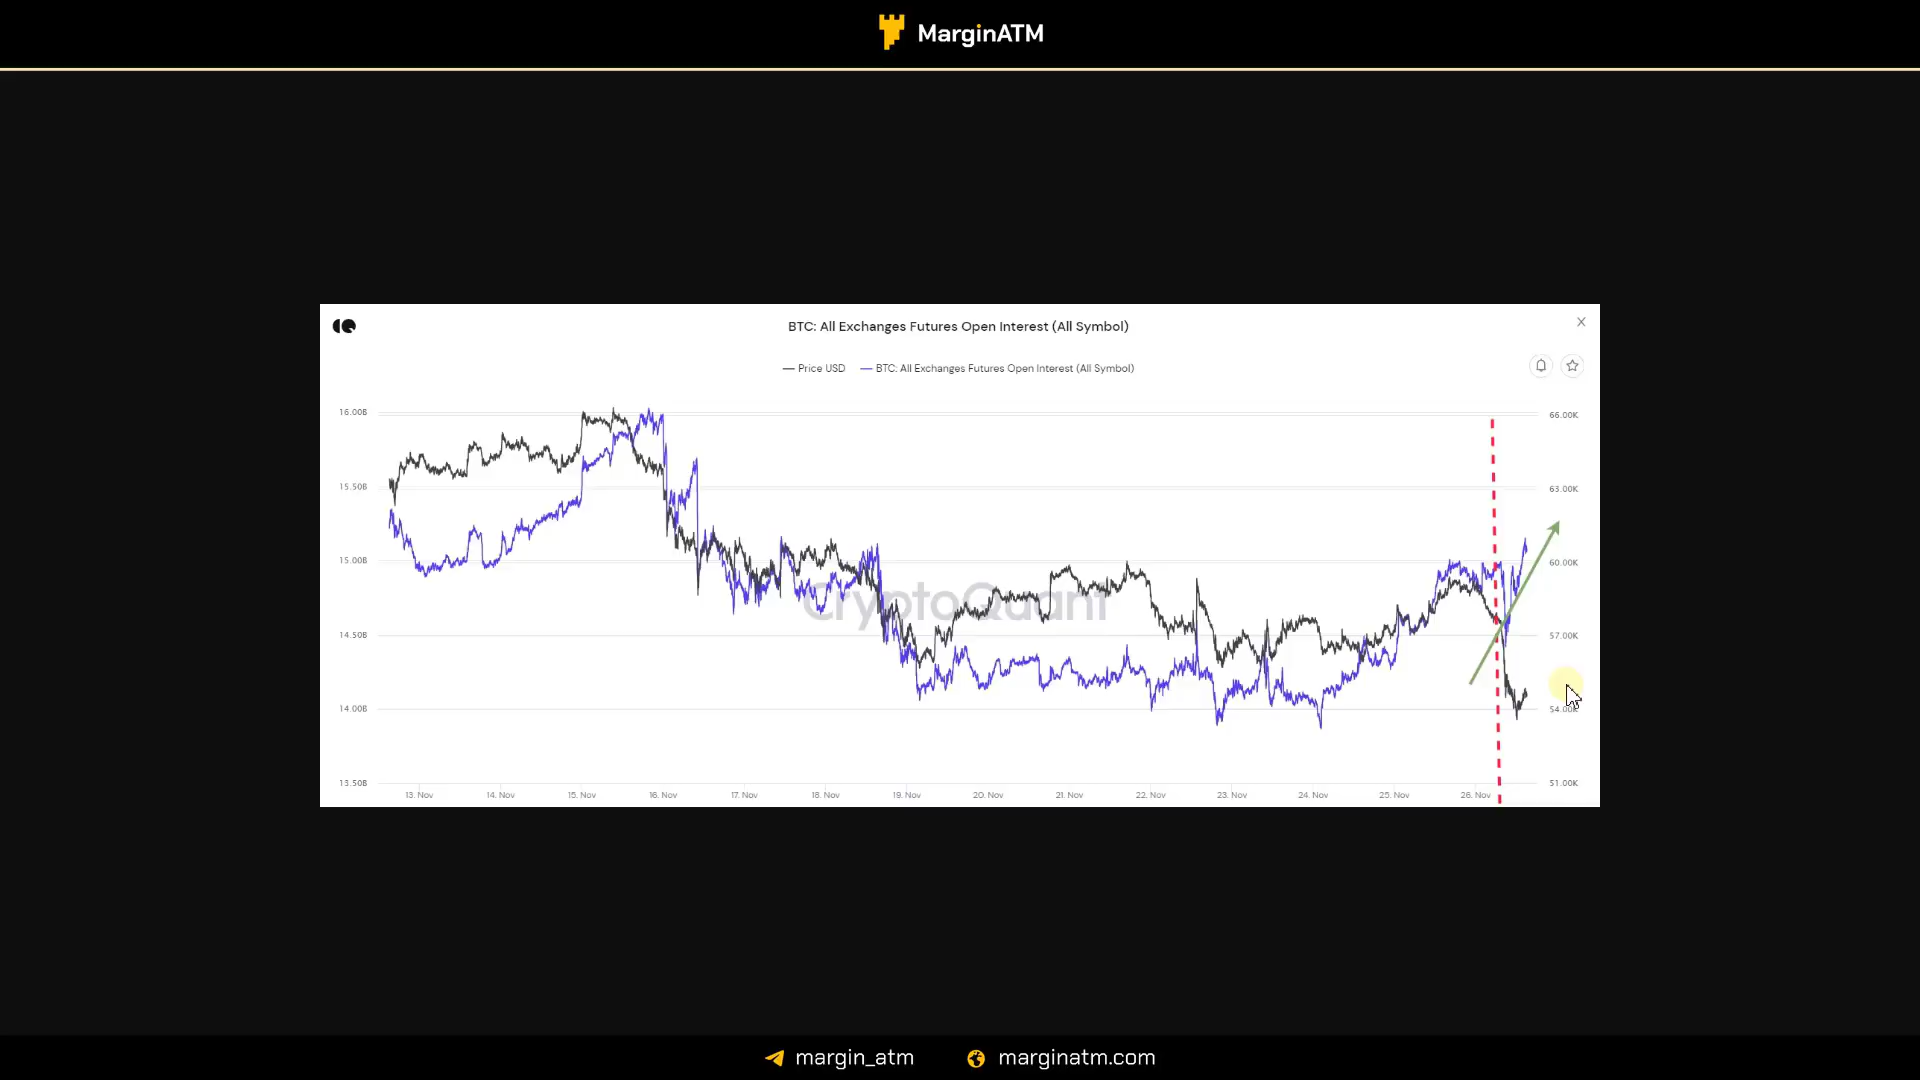 MarginATM
BTC: All Exchanges Futures Open Interest (All Symbol)
X
Price USD
BTC: All Exchanges Futures Open Interest (All Symbol)
16.00B
66.00K
15.50B
63.00K
15.00B
60.00K
CryptoQuant
14.50B
57.00K
14.00B
54.00K
13.50B
51.00K
13. Nov 14. Nov 15. Nov 16. Nov 17. Nov 18. Nov 19. Nov 20. Nov 21. Nov 22. Nov 23. Nov 24. Nov 25. Nov 26. Nov
margin_atm
marginatm.com